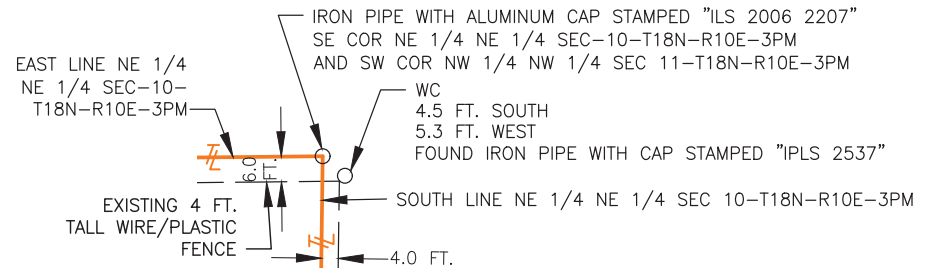 IRON PIPE WITH ALUMINUM CAP STAMPED "ILS 2006 2207"
SE COR NE 1/4 NE 1/4 SEC-10-T18N-R10E-3PM
AND SW COR NW 1/4 NW 1/4 SEC 11-T18N-R10E-3PM
EAST LINE NE 1/4
NE 1/4 SEC-10-
T18N-R10E-3PM
WC
4.5 FT. SOUTH
5.3 FT. WEST
FOUND IRON PIPE WITH CAP STAMPED "IPLS 2537"
6.0
FT.
SOUTH LINE NE 1/4 NE 1/4 SEC 10-T18N-R10E-3PM
EXISTING 4 FT.
TALL WIRE/PLASTIC
FENCE
4.0 FT.